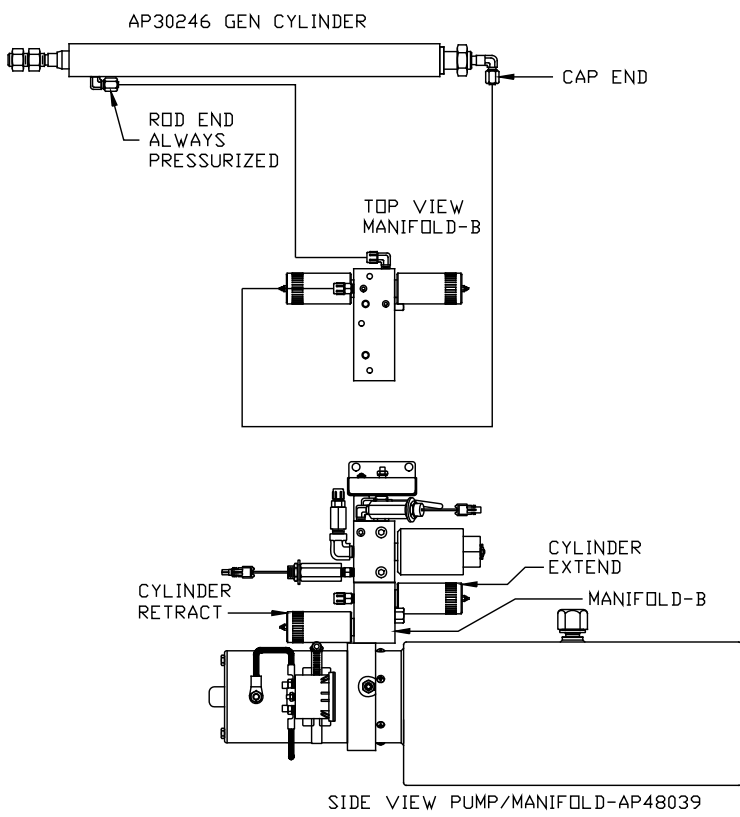 AP30246 GEN CYLINDER
CAP END
ROD END
ALWAYS
PRESSURIZED
TOP VIEW
MANIFOLD-B
CYLINDER
EXTEND
CYLINDER
RETRACT
MANIFOLD-B
SIDE VIEW PUMP/MANIFOLD-AP48039